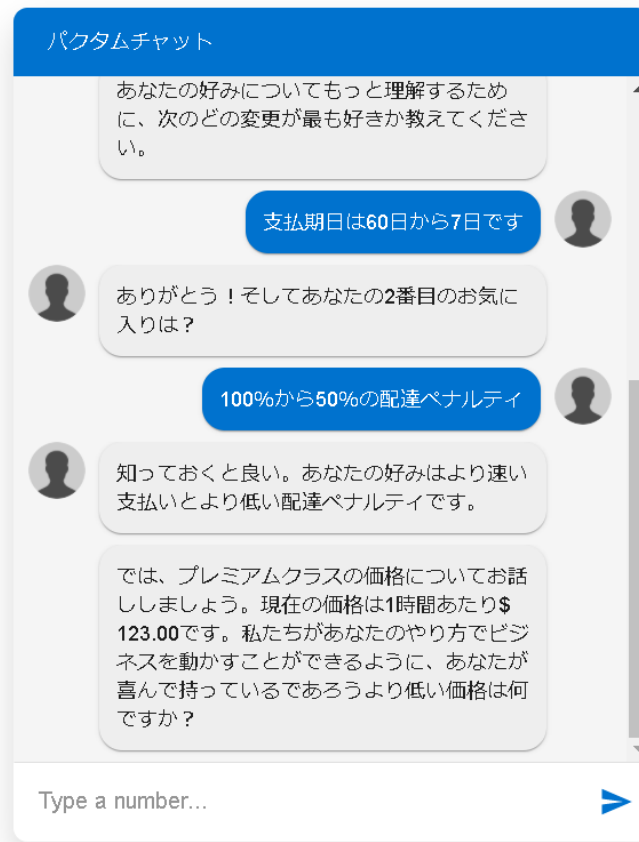 パクタムチャット
あなたの好みについてもっと理解するため
に、次のどの変更が最も好きか教えてくださ
い。
支払期日は60日から7日です
ありがとう！そしてあなたの2番目のお気に
入りは？
100%から50%の配達ペナルティ
知っておくと良い。あなたの好みはより速い
支払いとより低い配達ペナルティです。
では、プレミアムクラスの価格についてお話
ししましょう。現在の価格は1時間あたり$
123.00です。私たちがあなたのやり方でビジ
ネスを動かすことができるように、あなたが
喜んで持っているであろうより低い価格は何
ですか？
Type a number...